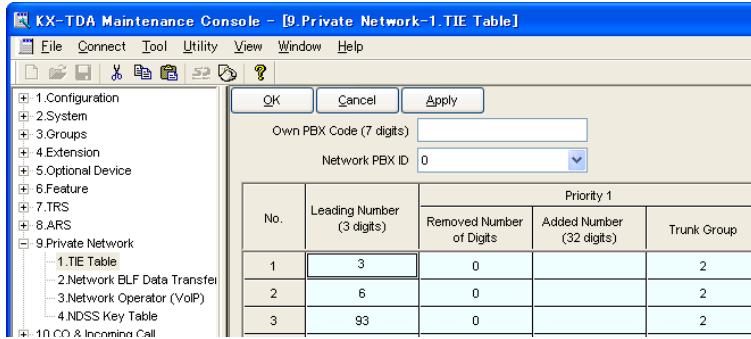 KX-TDA Maintenance Console - [9.Private Network-1.TIE Table]
File Connect Tool Utility View Window Help
1.Configuration
2.System
3.Groups
4.Extension
5.Optional Device
6.Feature
7.TRS
8.ARS
9.Private Network
1.TIE Table
2.Network BLF Data Transfer
3.Network Operator (VoIP)
4.NDSS Key Table
10.CO & Incoming Call
OK Cancel Apply
Own PBX Code (7 digits)
Network PBX ID 0
Priority 1
No. Leading Number (3 digits) Removed Number of Digits Added Number (32 digits) Trunk Group
1 3 0 2
2 6 0 2
3 93 0 2